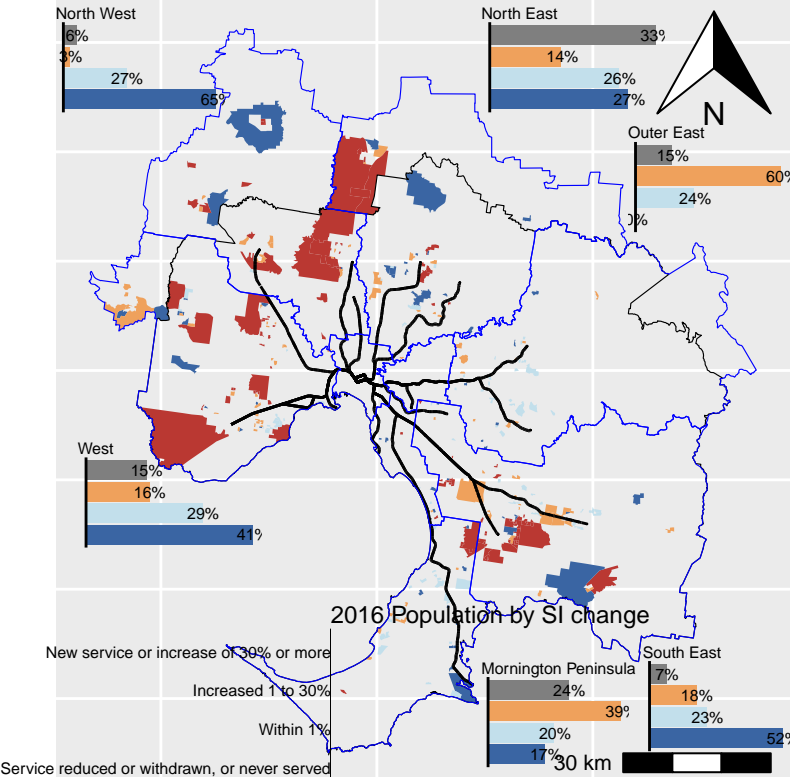 North West
6%
3%
27%
65%
North East
33%
14%
26%
27%
N
Outer East
15%
60%
24%
0%
West
15%
16%
29%
41%
2016 Population by SI change
New service or increase of 30% or more
Increased 1 to 30%
Within 1%
Service reduced or withdrawn, or never served
Mornington Peninsula
24%
39%
20%
17%
South East
7%
18%
23%
52%
30 km